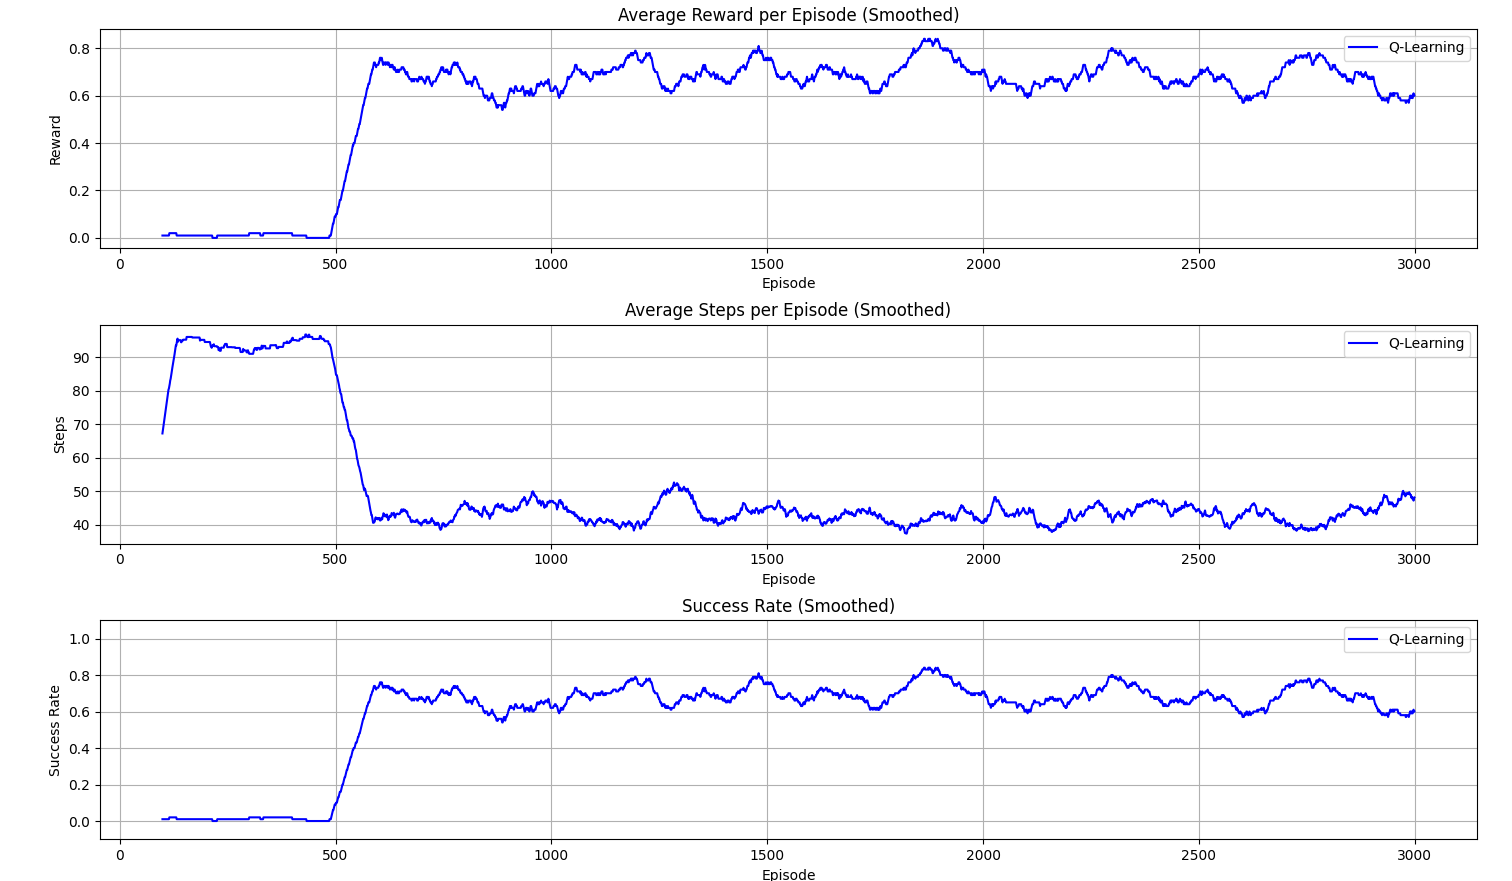 Average Reward per Episode (Smoothed)
Q-Learning
Reward
0.8
0.6
0.4
0.2
0.0
0 500 1000 1500 2000 2500 3000
Episode
Average Steps per Episode (Smoothed)
Q-Learning
Steps
90
80
70
60
50
40
0 500 1000 1500 2000 2500 3000
Episode
Success Rate (Smoothed)
Q-Learning
Success Rate
1.0
0.8
0.6
0.4
0.2
0.0
0 500 1000 1500 2000 2500 3000
Episode